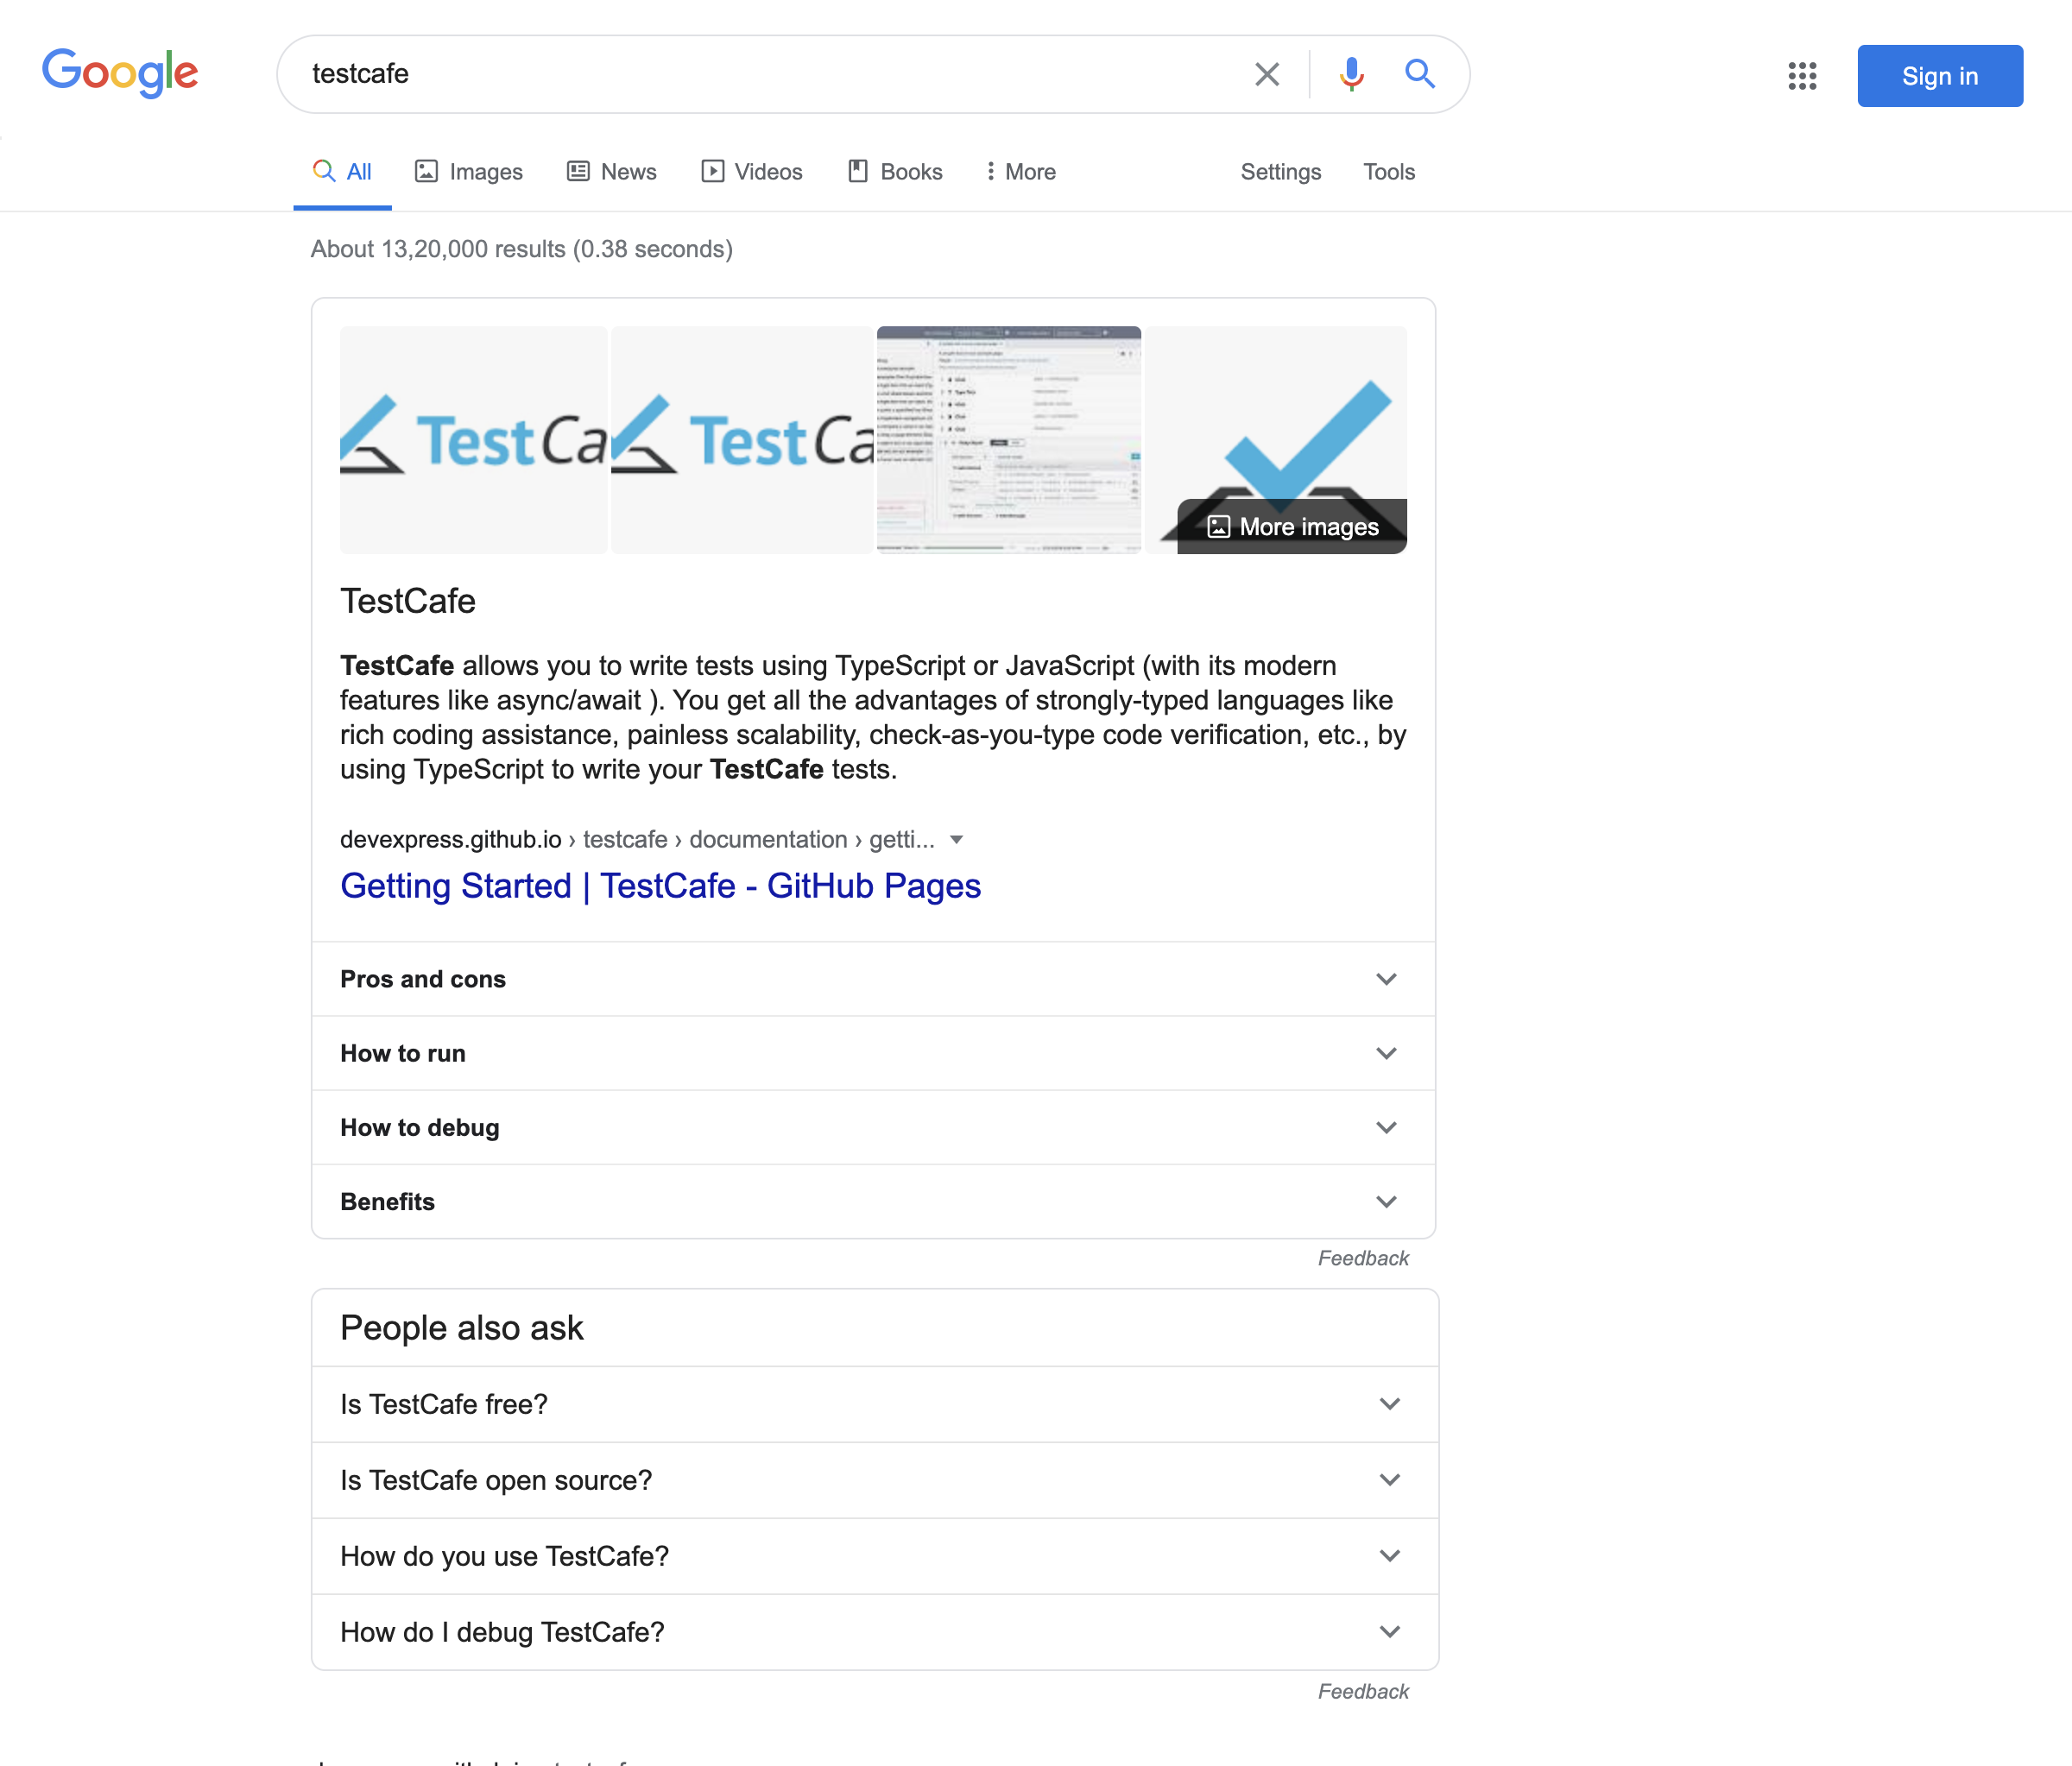 Google
testcafe
Sign in
All
Images
News
Videos
Books
More
Settings
Tools
About 13,20,000 results (0.38 seconds)
TestCa
TestCa
More images
TestCafe
TestCafe allows you to write tests using TypeScript or JavaScript (with its modern
features like async/await ). You get all the advantages of strongly-typed languages like
rich coding assistance, painless scalability, check-as-you-type code verification, etc., by
using TypeScript to write your TestCafe tests.
devexpress.github.io › testcafe › documentation › getti...
Getting Started | TestCafe - GitHub Pages
Pros and cons
How to run
How to debug
Benefits
Feedback
People also ask
Is TestCafe free?
Is TestCafe open source?
How do you use TestCafe?
How do I debug TestCafe?
Feedback